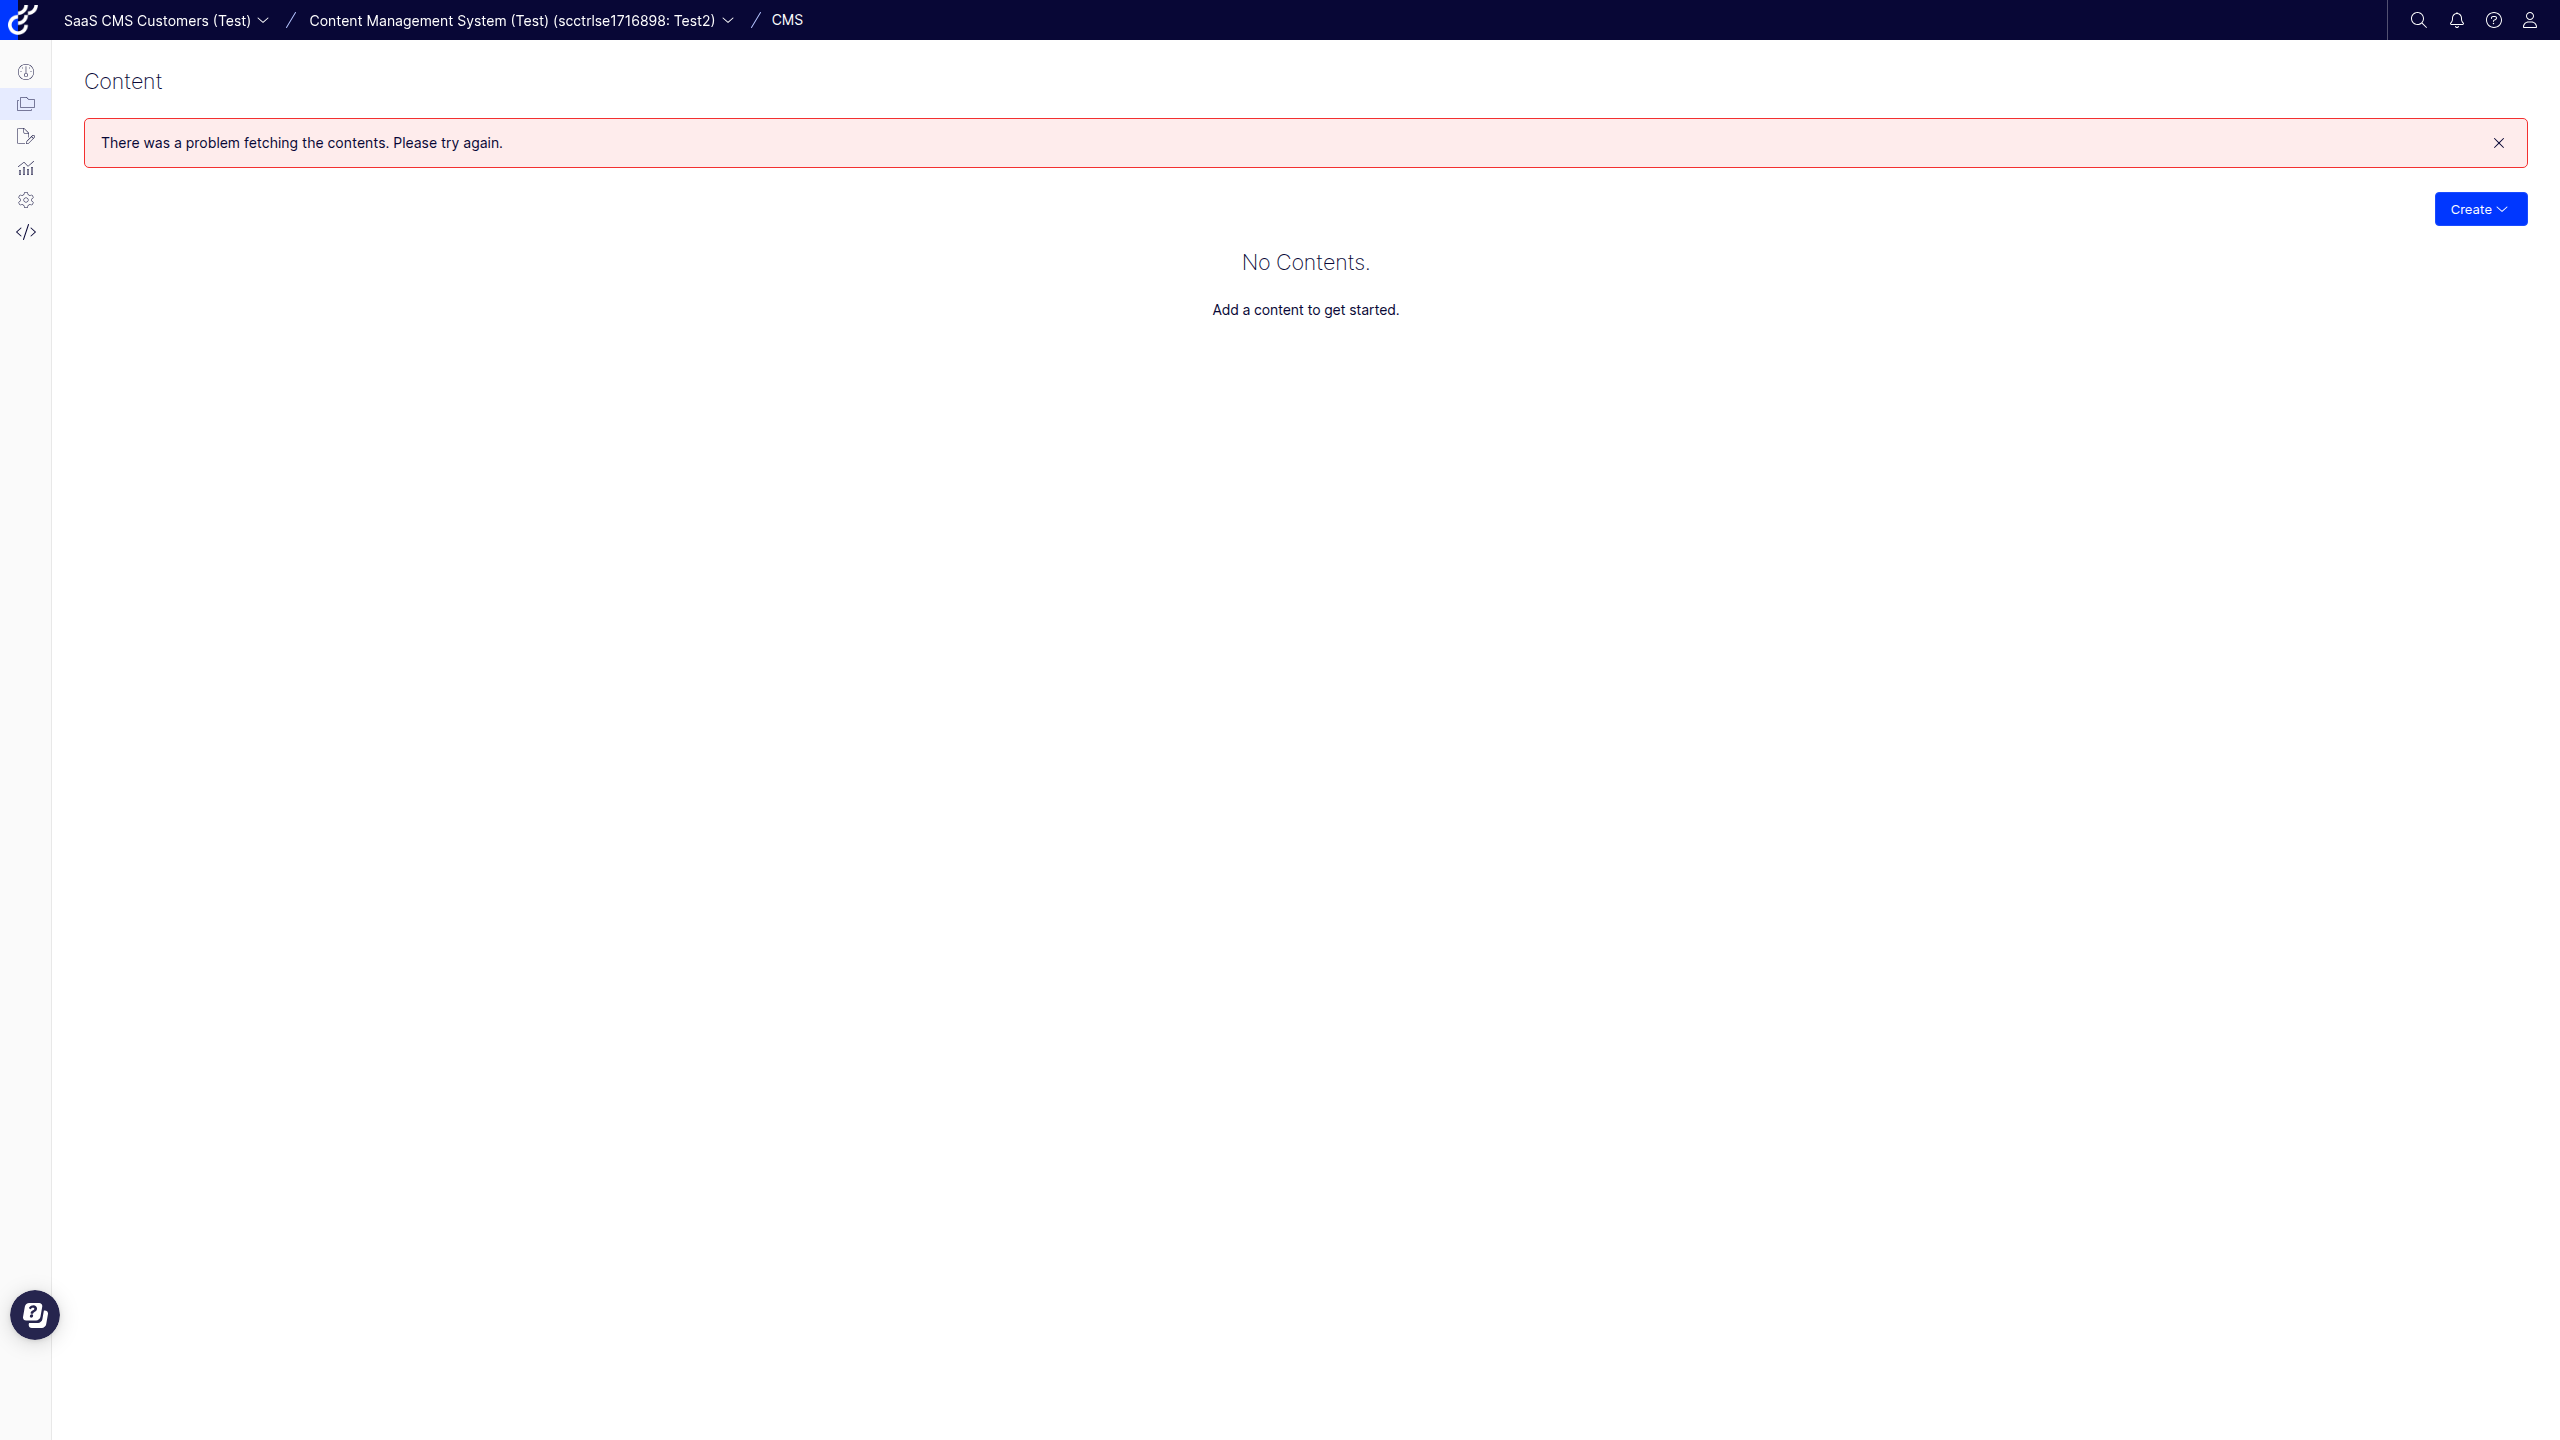 SaaS CMS Customers (Test) / Content Management System (Test) (scctrlse1716898: Test2) / CMS
Content
There was a problem fetching the contents. Please try again.
Create
No Contents.
Add a content to get started.